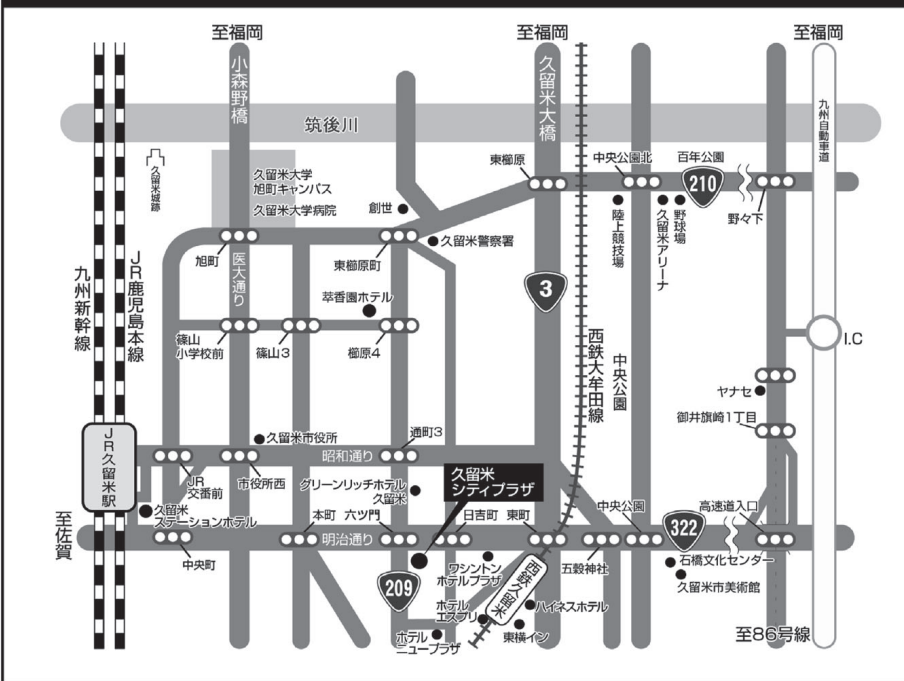 至福岡
至福岡
至福岡
小森野橋
久留米大橋
九州自動車道
筑後川
久留米城跡
久留米大学
旭町キャンパス
久留米大学病院
東櫛原
中央公園北
百年公園
210
創世
久留米警察署
陸上競技場
久留米アリーナ
野球場
野々下
旭町
医大通り
東櫛原町
九州新幹線
JR鹿児島本線
萃香園ホテル
3
西鉄大牟田線
中央公園
I.C
篠山
小学校前
篠山3
櫛原4
ヤナセ
御井旗崎1丁目
JR久留米駅
久留米市役所
通町3
昭和通り
JR
交番前
市役所西
グリーンリッチホテル
久留米
久留米
シティプラザ
久留米
ステーションホテル
至佐賀
本町
六ツ門
日吉町
東町
中央公園
322
高速道入口
明治通り
中央町
209
ワシントン
ホテルプラザ
五穀神社
石橋文化センター
久留米市美術館
西鉄久留米
ホテル
エスプリ
ハイネスホテル
ホテル
ニュープラザ
東横イン
至86号線